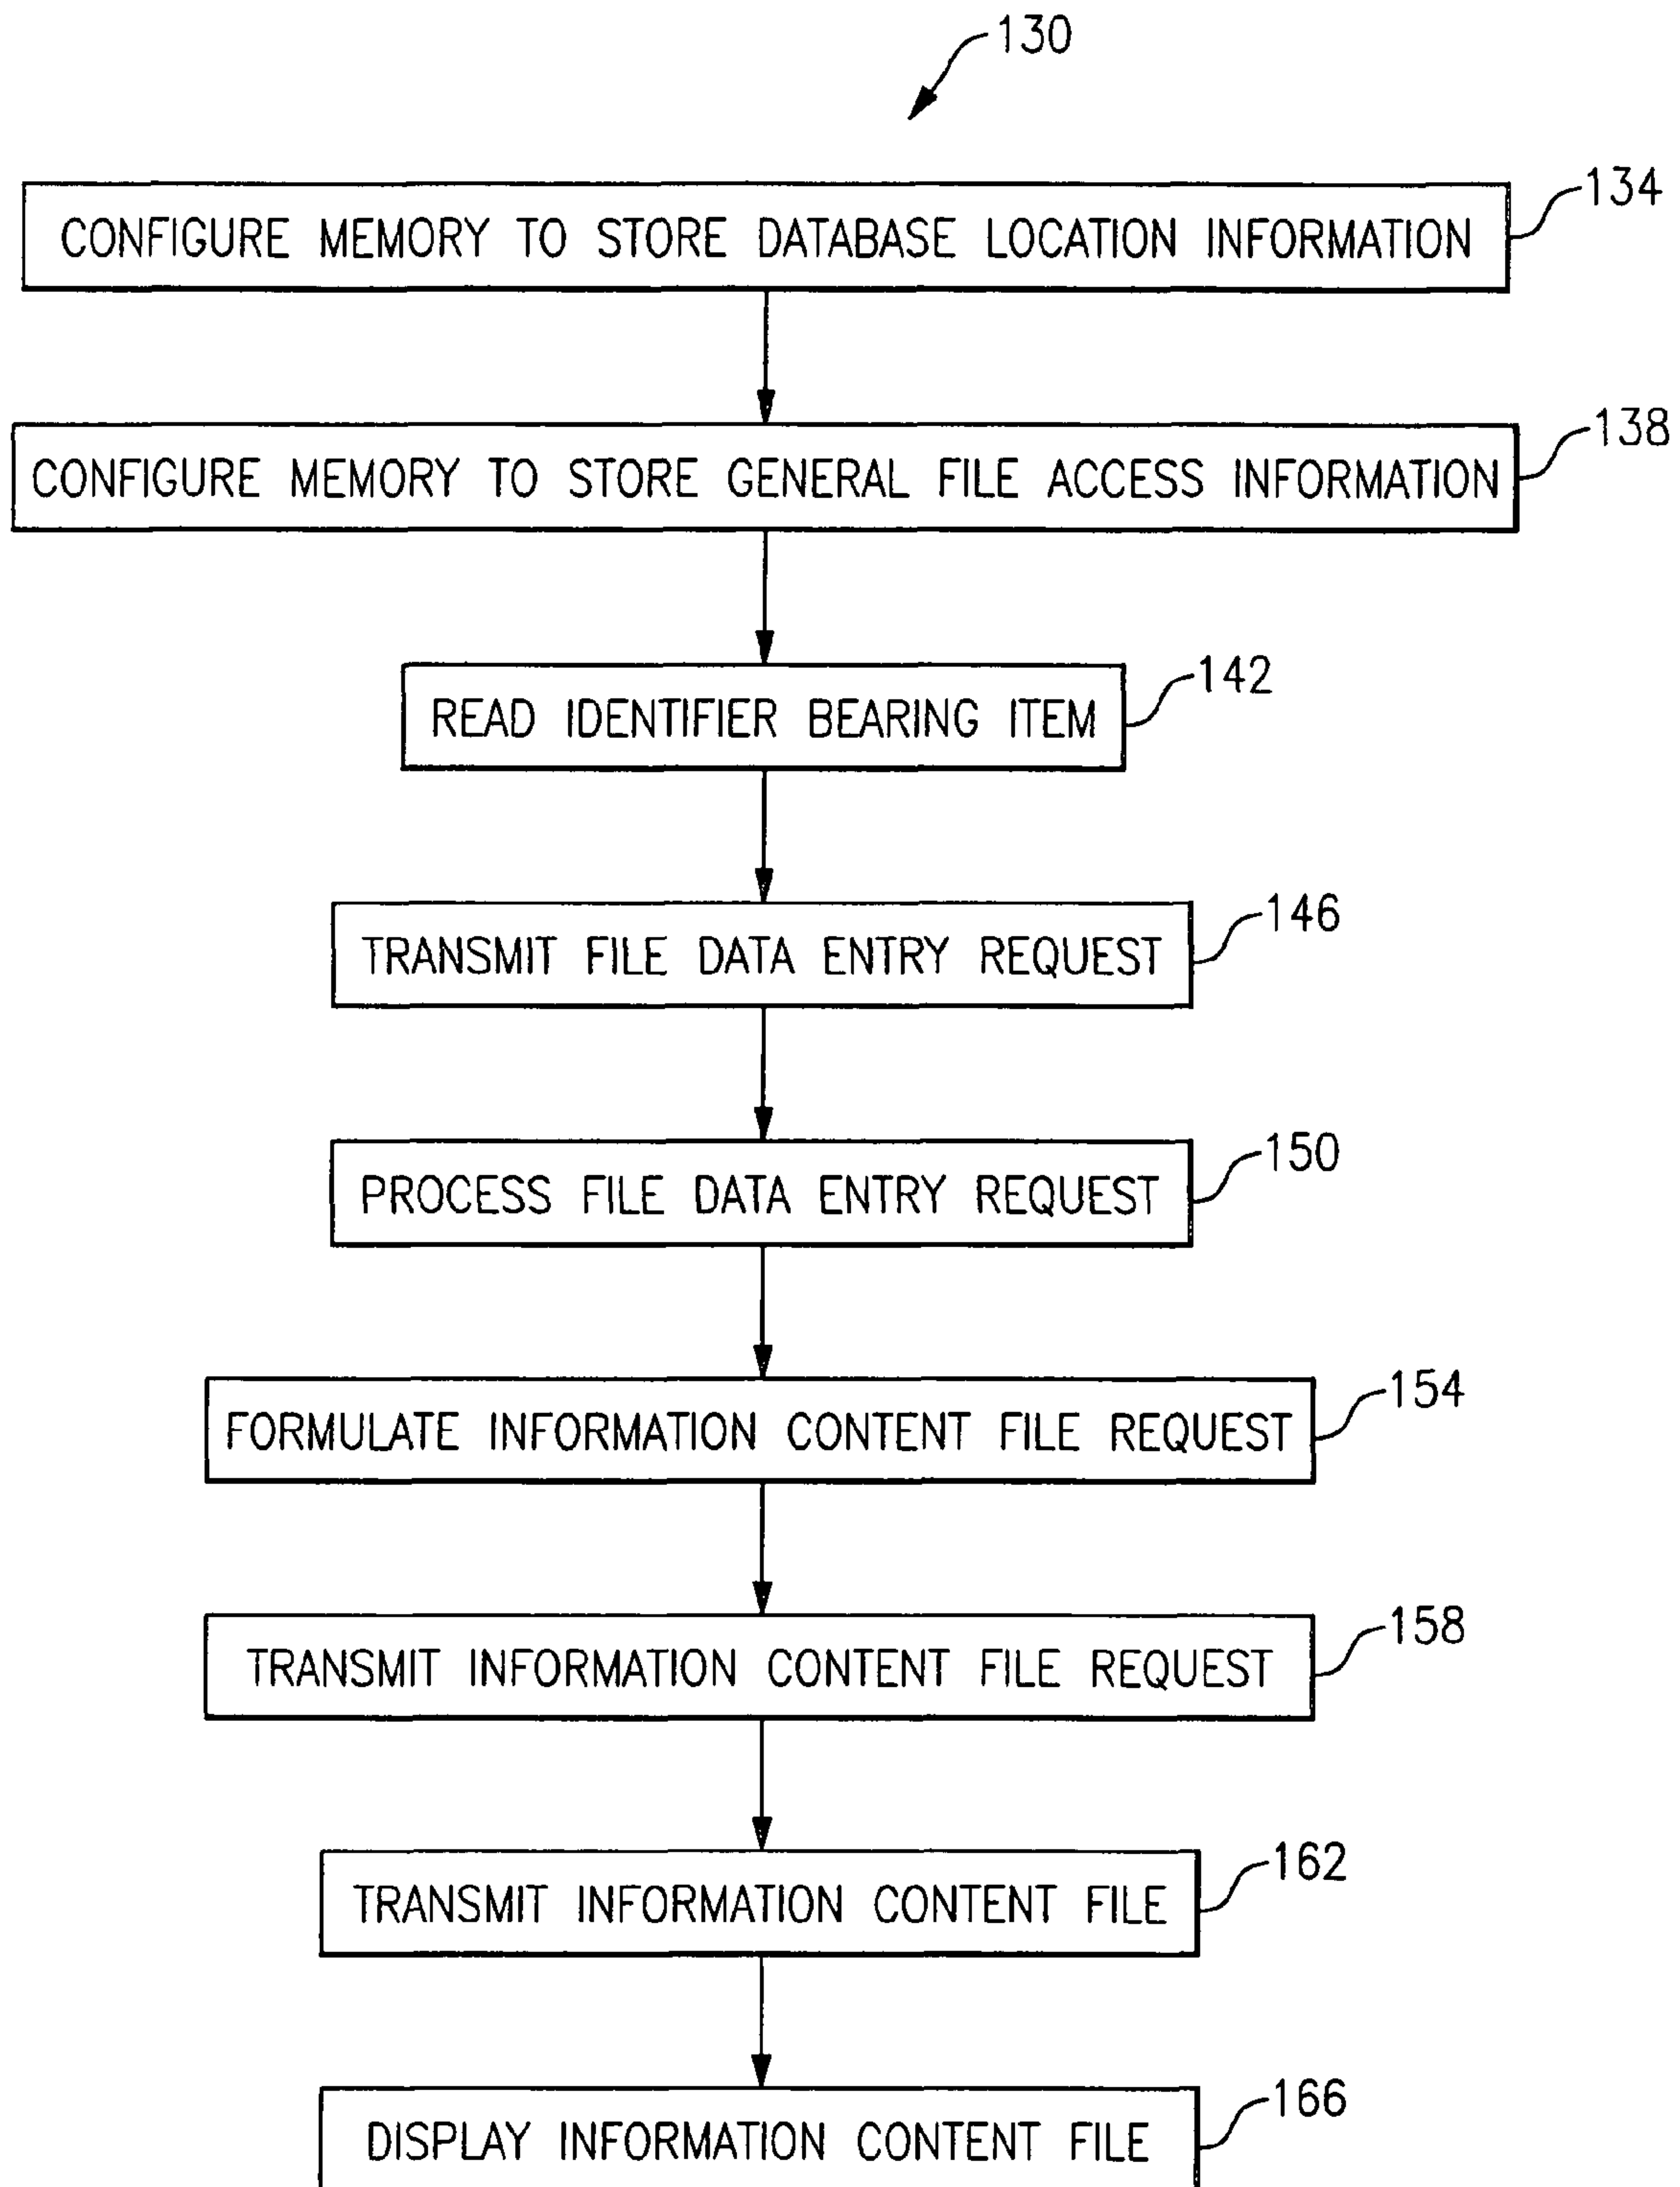 130
134
CONFIGURE MEMORY TO STORE DATABASE LOCATION INFORMATION
138
CONFIGURE MEMORY TO STORE GENERAL FILE ACCESS INFORMATION
142
READ IDENTIFIER BEARING ITEM
146
TRANSMIT FILE DATA ENTRY REQUEST
150
PROCESS FILE DATA ENTRY REQUEST
154
FORMULATE INFORMATION CONTENT FILE REQUEST
158
TRANSMIT INFORMATION CONTENT FILE REQUEST
162
TRANSMIT INFORMATION CONTENT FILE
166
DISPLAY INFORMATION CONTENT FILE